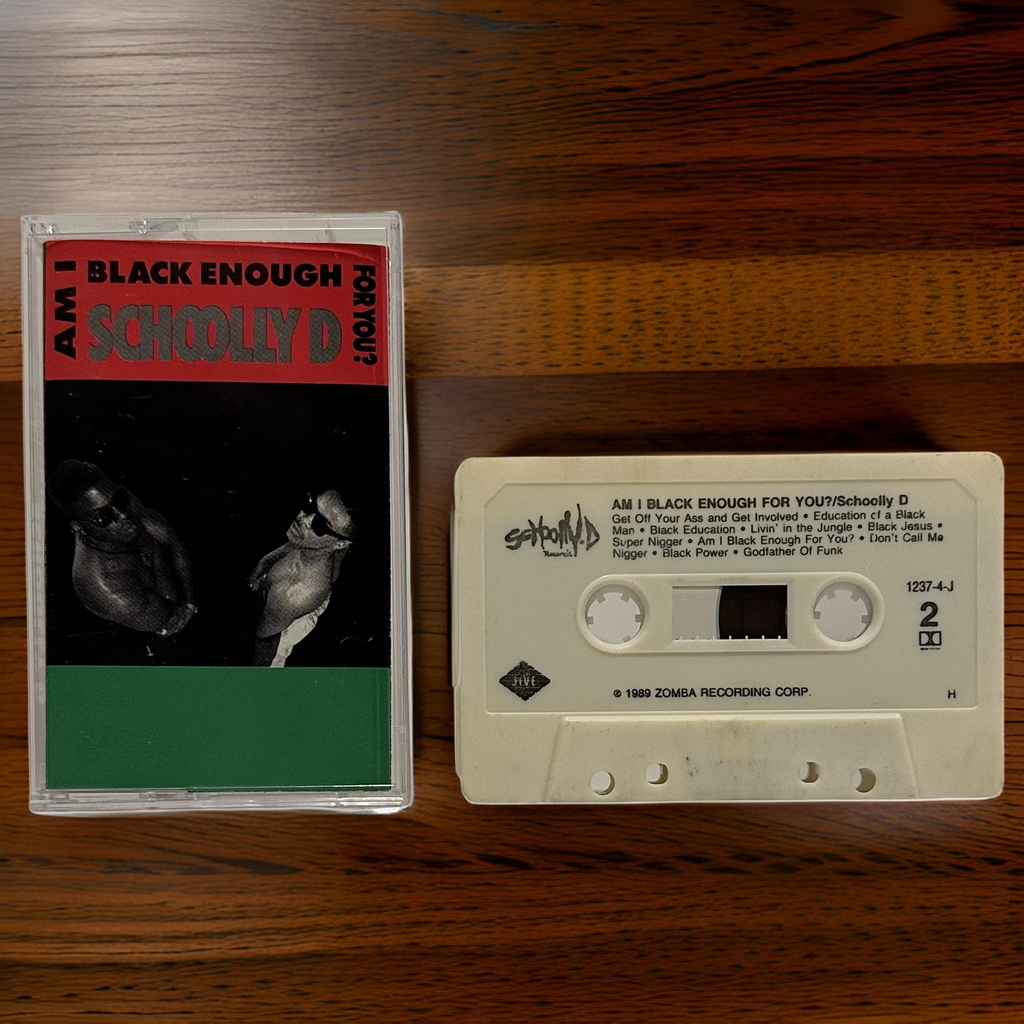 AM I
BLACK ENOUGH
FOR YOU?
SCHOOLLY D
SCHOOLLY.D
Records
AM I BLACK ENOUGH FOR YOU?/Schoolly D
Get Off Your Ass and Get Involved • Education of a Black
Man • Black Education • Livin' in the Jungle • Black Jesus •
Super Nigger • Am I Black Enough For You? • Don't Call Me
Nigger • Black Power • Godfather Of Funk
1237-4-J
2
JIVE
℗ 1989 ZOMBA RECORDING CORP.
H